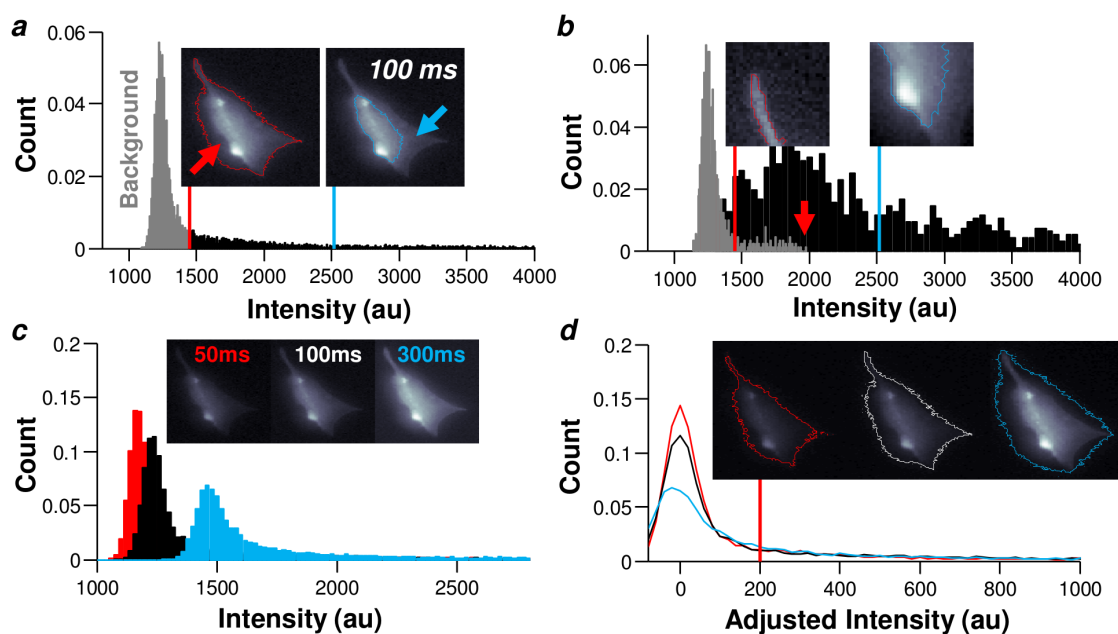 a
0.06
0.04
0.02
0
Count
Background
100 ms
1000 1500 2000 2500 3000 3500 4000
Intensity (au)
b
0.06
0.04
0.02
0
Count
1000 1500 2000 2500 3000 3500 4000
Intensity (au)
c
0.2
0.15
0.1
0.05
0
Count
50ms 100ms 300ms
1000 1500 2000 2500
Intensity (au)
d
0.2
0.15
0.1
0.05
0
Count
0 200 400 600 800 1000
Adjusted Intensity (au)